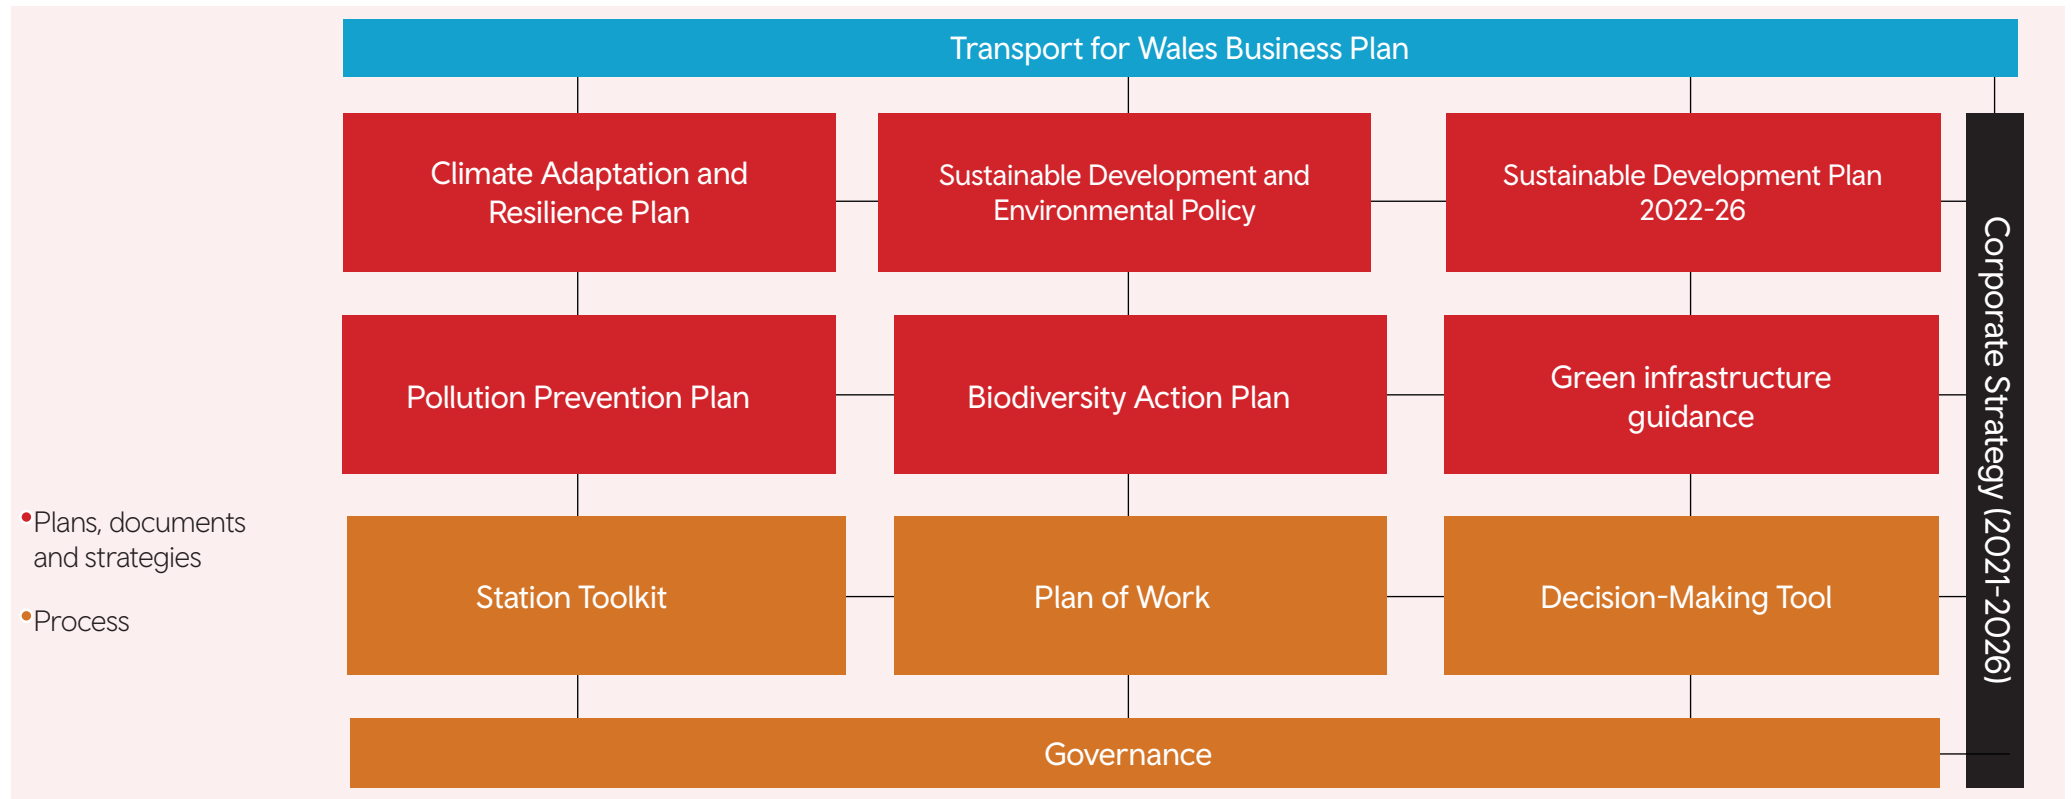 Transport for Wales Business Plan
Climate Adaptation and
Resilience Plan
Sustainable Development and
Environmental Policy
Sustainable Development Plan
2022-26
Corporate Strategy (2021-2026)
Pollution Prevention Plan
Biodiversity Action Plan
Green infrastructure
guidance
Plans, documents
and strategies
Process
Station Toolkit
Plan of Work
Decision-Making Tool
Governance